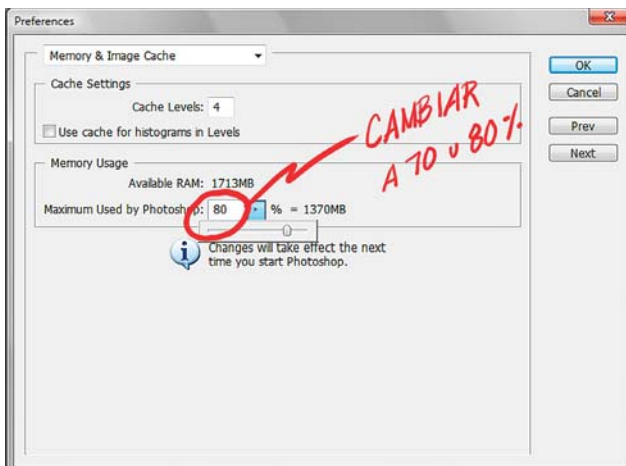 Preferences
Memory & Image Cache
OK
Cancel
Prev
Next
Cache Settings
Cache Levels: 4
Use cache for histograms in Levels
CAMBIAR
A 70 u 80%
Memory Usage
Available RAM: 1713MB
Maximum Used by Photoshop: 80 % = 1370MB
Changes will take effect the next
time you start Photoshop.